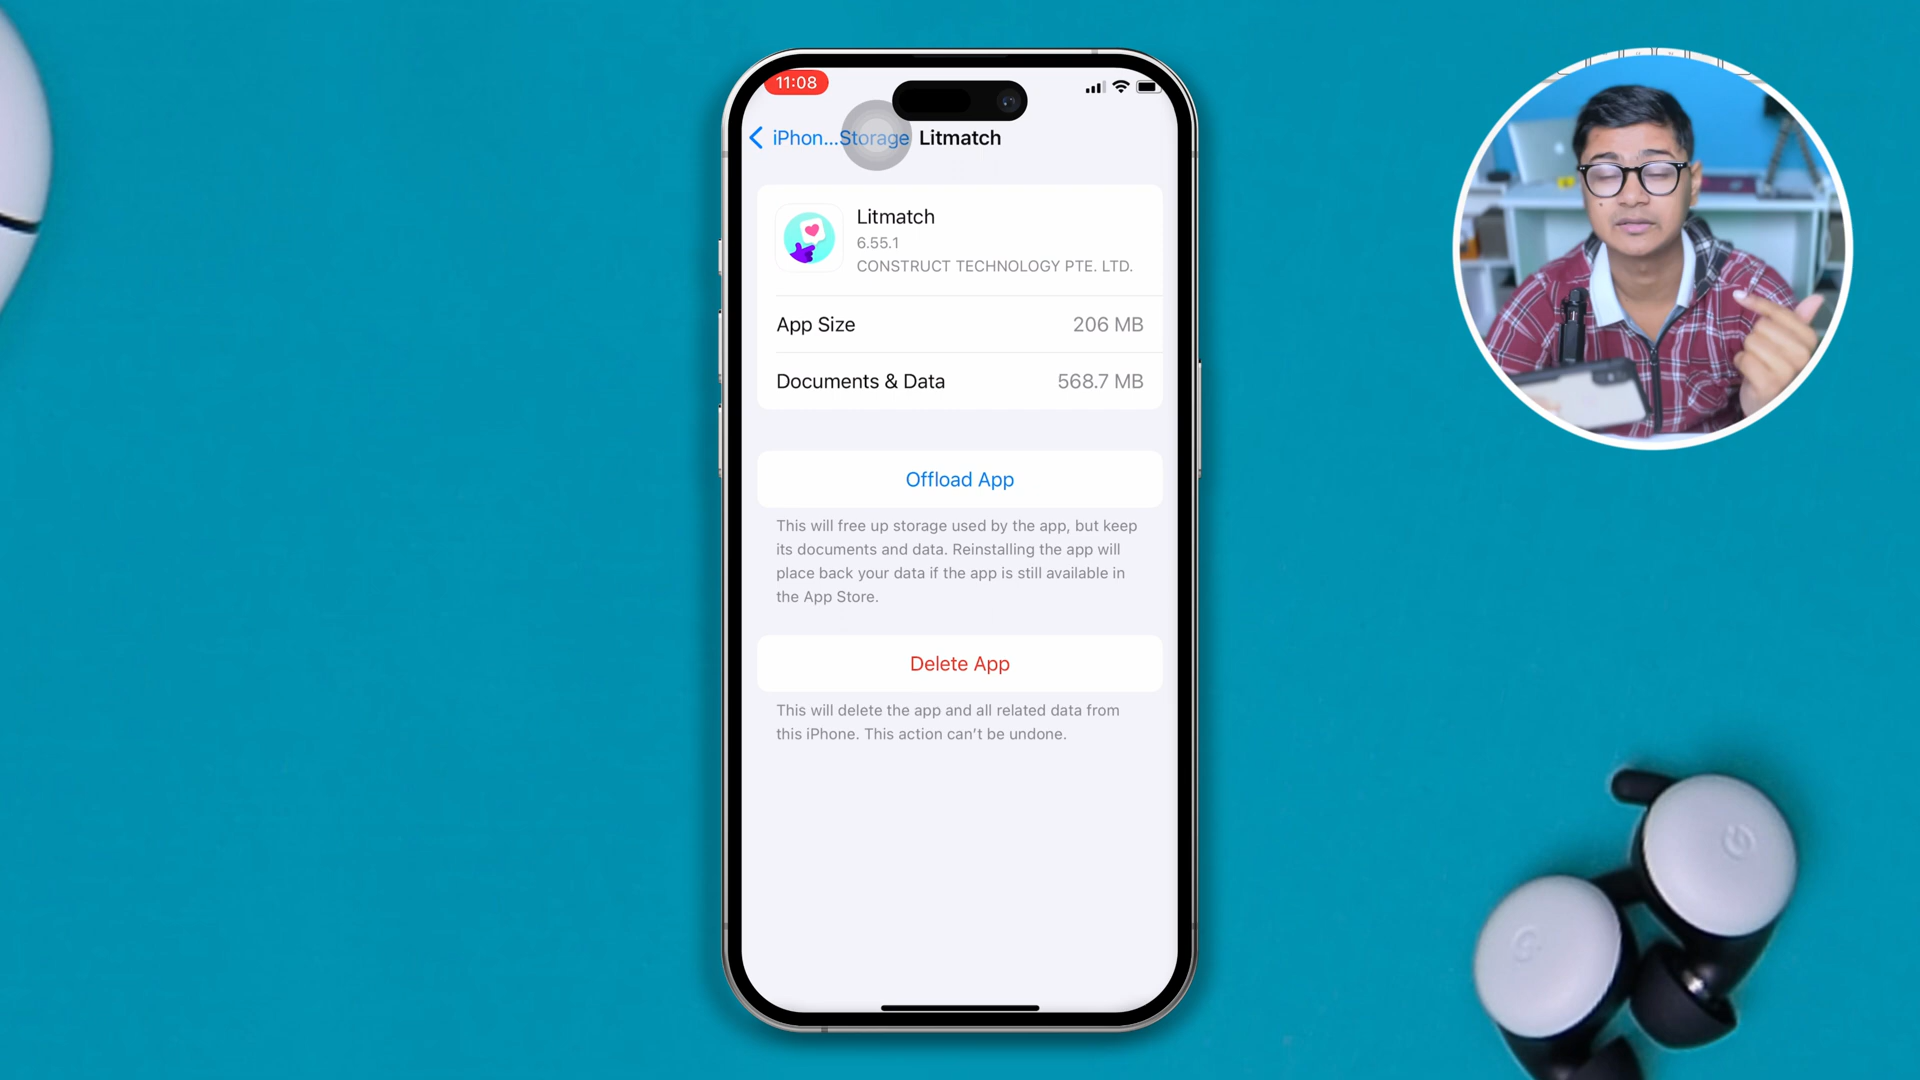 11:08
iPhon...Storage Litmatch
Litmatch
6.55.1
CONSTRUCT TECHNOLOGY PTE. LTD.
App Size 206 MB
Documents & Data 568.7 MB
Offload App
This will free up storage used by the app, but keep
its documents and data. Reinstalling the app will
place back your data if the app is still available in
the App Store.
Delete App
This will delete the app and all related data from
this iPhone. This action can’t be undone.